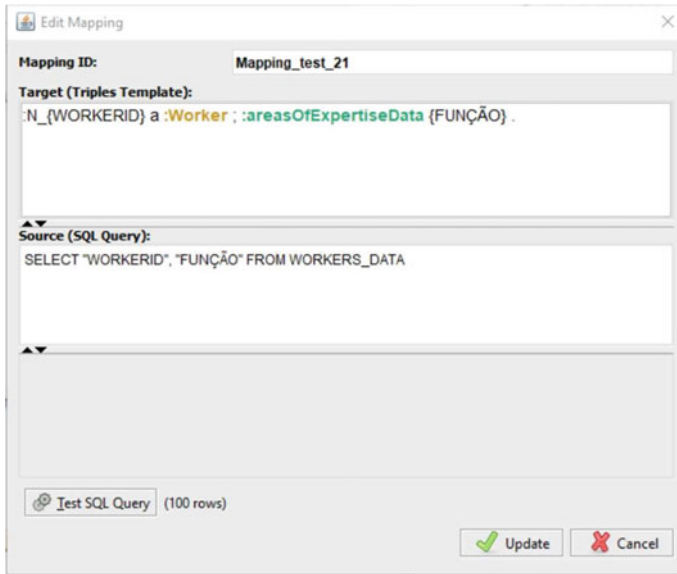 Edit Mapping
Mapping ID: Mapping_test_21
Target (Triples Template):
:N_{WORKERID} a :Worker ; :areasOfExpertiseData {FUNÇÃO} .
Source (SQL Query):
SELECT "WORKERID", "FUNÇÃO" FROM WORKERS_DATA
Test SQL Query (100 rows)
Update Cancel